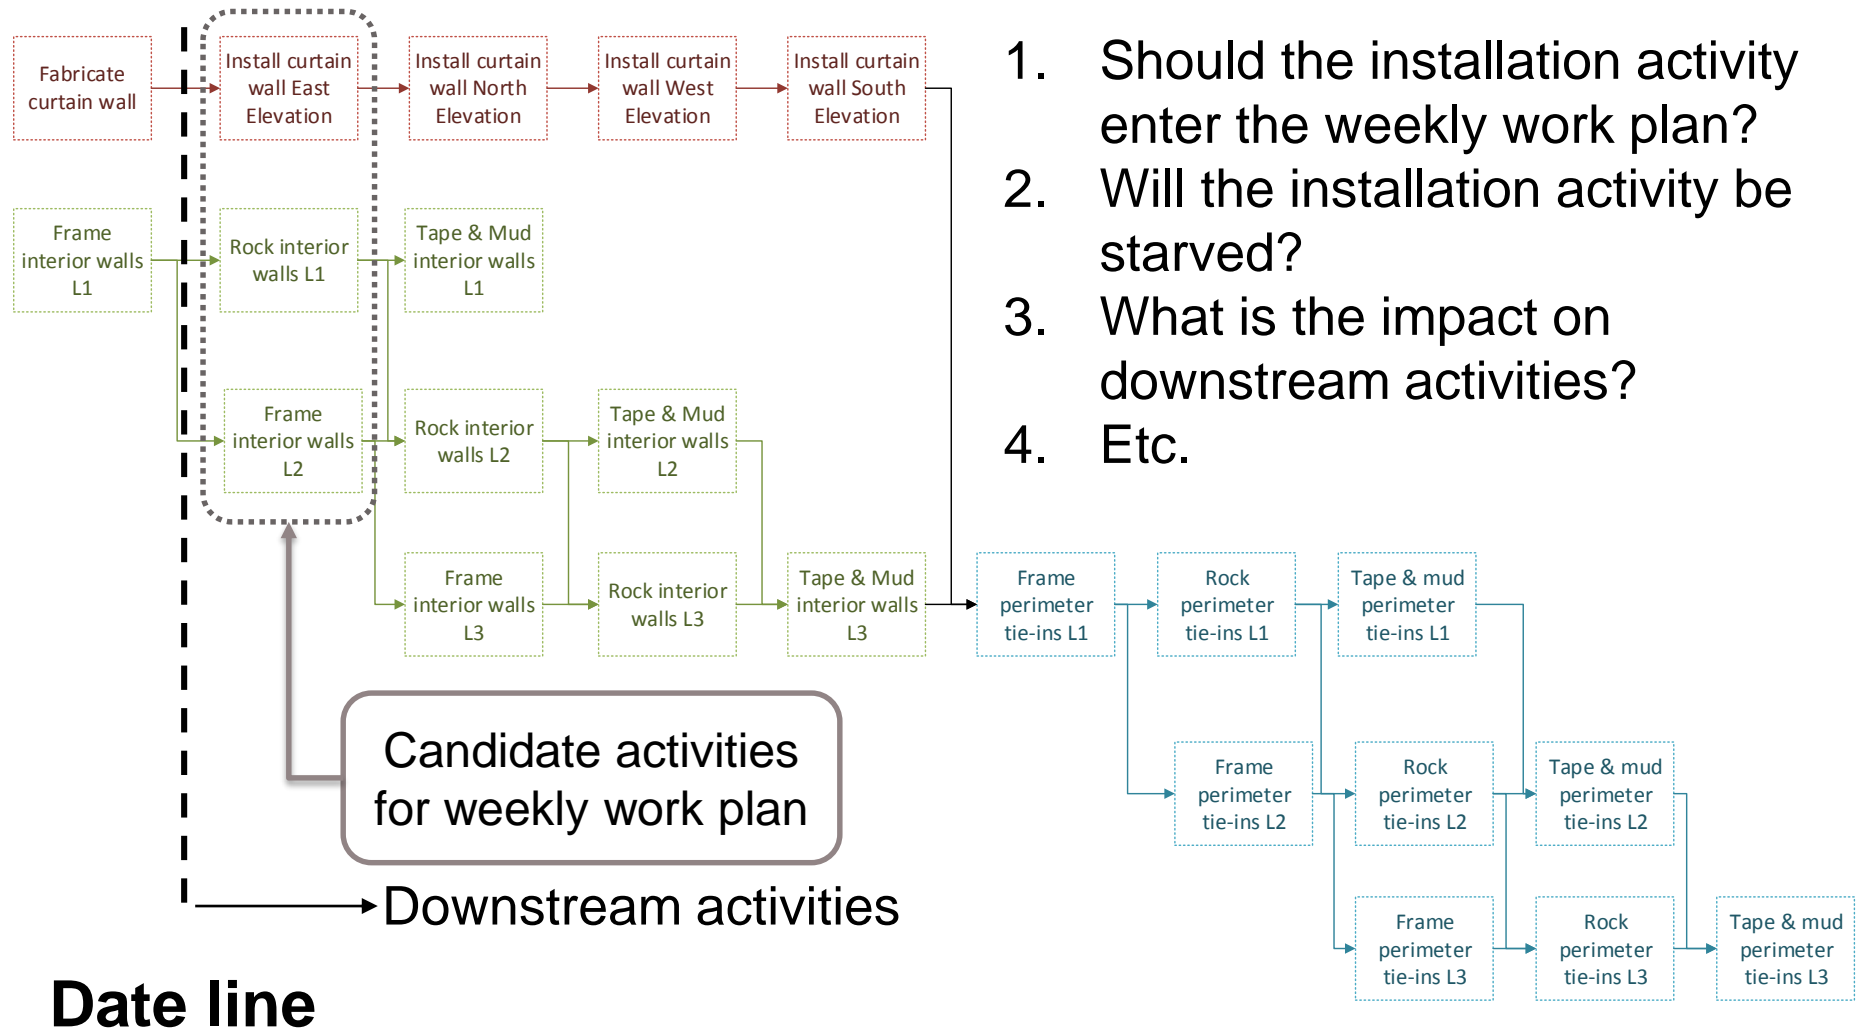 Fabricate
curtain wall
Install curtain
wall East
Elevation
Install curtain
wall North
Elevation
Install curtain
wall West
Elevation
Install curtain
wall South
Elevation
1. Should the installation activity
enter the weekly work plan?
2. Will the installation activity be
starved?
3. What is the impact on
downstream activities?
4. Etc.
Frame
interior walls
L1
Rock interior
walls L1
Tape & Mud
interior walls
L1
Frame
interior walls
L2
Rock interior
walls L2
Tape & Mud
interior walls
L2
Frame
interior walls
L3
Rock interior
walls L3
Tape & Mud
interior walls
L3
Frame
perimeter
tie-ins L1
Rock
perimeter
tie-ins L1
Tape & mud
perimeter
tie-ins L1
Frame
perimeter
tie-ins L2
Rock
perimeter
tie-ins L2
Tape & mud
perimeter
tie-ins L2
Frame
perimeter
tie-ins L3
Rock
perimeter
tie-ins L3
Tape & mud
perimeter
tie-ins L3
Candidate activities
for weekly work plan
Downstream activities
Date line